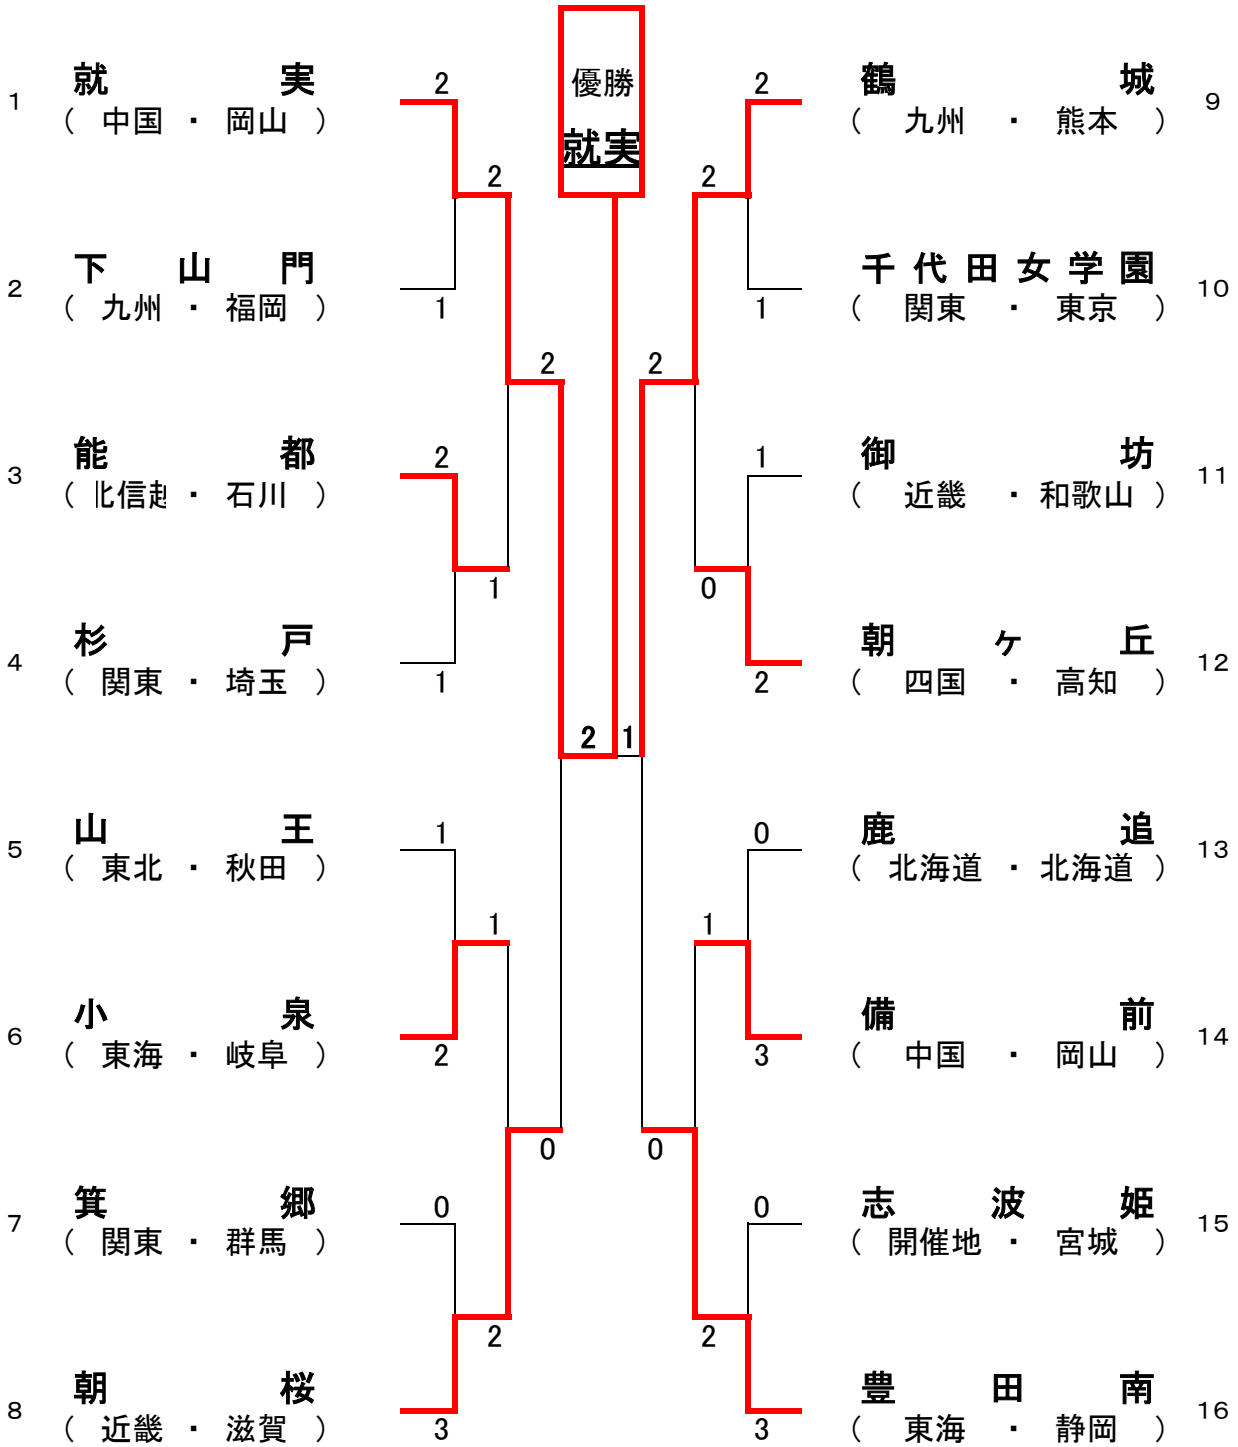 優勝
就実
1
就実
( 中国 ・ 岡山 )
2
2
下山門
( 九州 ・ 福岡 )
1
2
3
能都
( 北信越 ・ 石川 )
2
4
杉戸
( 関東 ・ 埼玉 )
1
1
2
5
山王
( 東北 ・ 秋田 )
1
6
小泉
( 東海 ・ 岐阜 )
2
1
7
箕郷
( 関東 ・ 群馬 )
0
8
朝桜
( 近畿 ・ 滋賀 )
3
2
0
2 1
鶴城
( 九州 ・ 熊本 )
9
2
千代田女学園
( 関東 ・ 東京 )
10
1
2
御坊
( 近畿 ・ 和歌山 )
11
1
朝ヶ丘
( 四国 ・ 高知 )
12
2
0
2
鹿追
( 北海道 ・ 北海道 )
13
0
備前
( 中国 ・ 岡山 )
14
3
1
志波姫
( 開催地 ・ 宮城 )
15
0
豊田南
( 東海 ・ 静岡 )
16
3
2
0